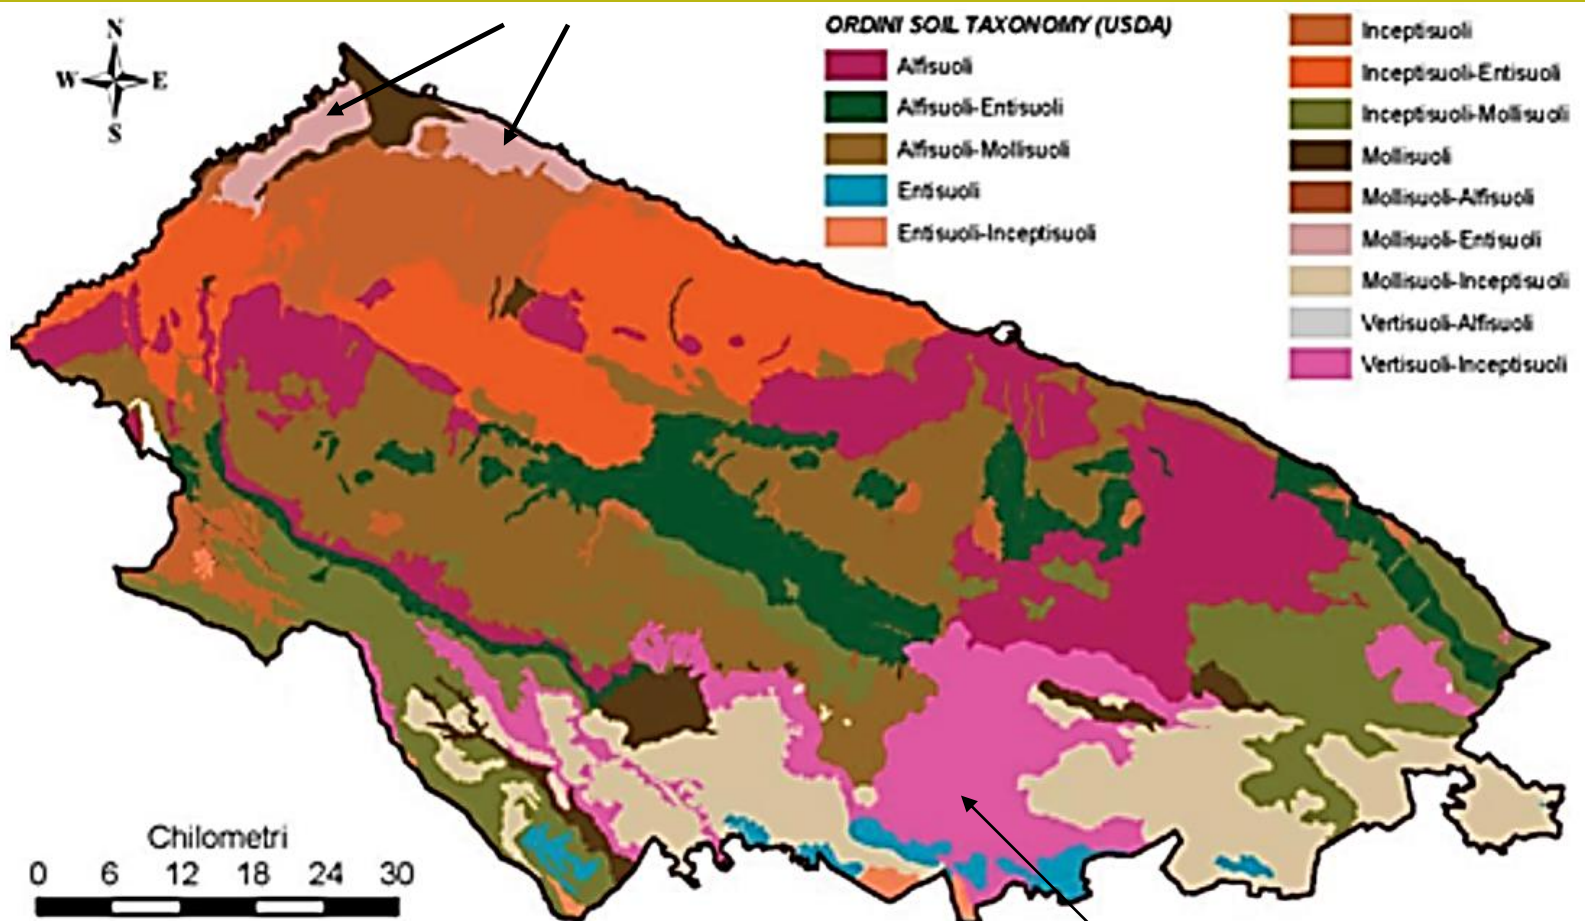 N
W E
S
ORDINI SOIL TAXONOMY (USDA)
Alfisuoli
Alfisuoli-Entisuoli
Alfisuoli-Mollisuoli
Entisuoli
Entisuoli-Inceptisuoli
Inceptisuoli
Inceptisuoli-Entisuoli
Inceptisuoli-Mollisuoli
Mollisuoli
Mollisuoli-Alfisuoli
Mollisuoli-Entisuoli
Mollisuoli-Inceptisuoli
Vertisuoli-Alfisuoli
Vertisuoli-Inceptisuoli
Chilometri
0 6 12 18 24 30